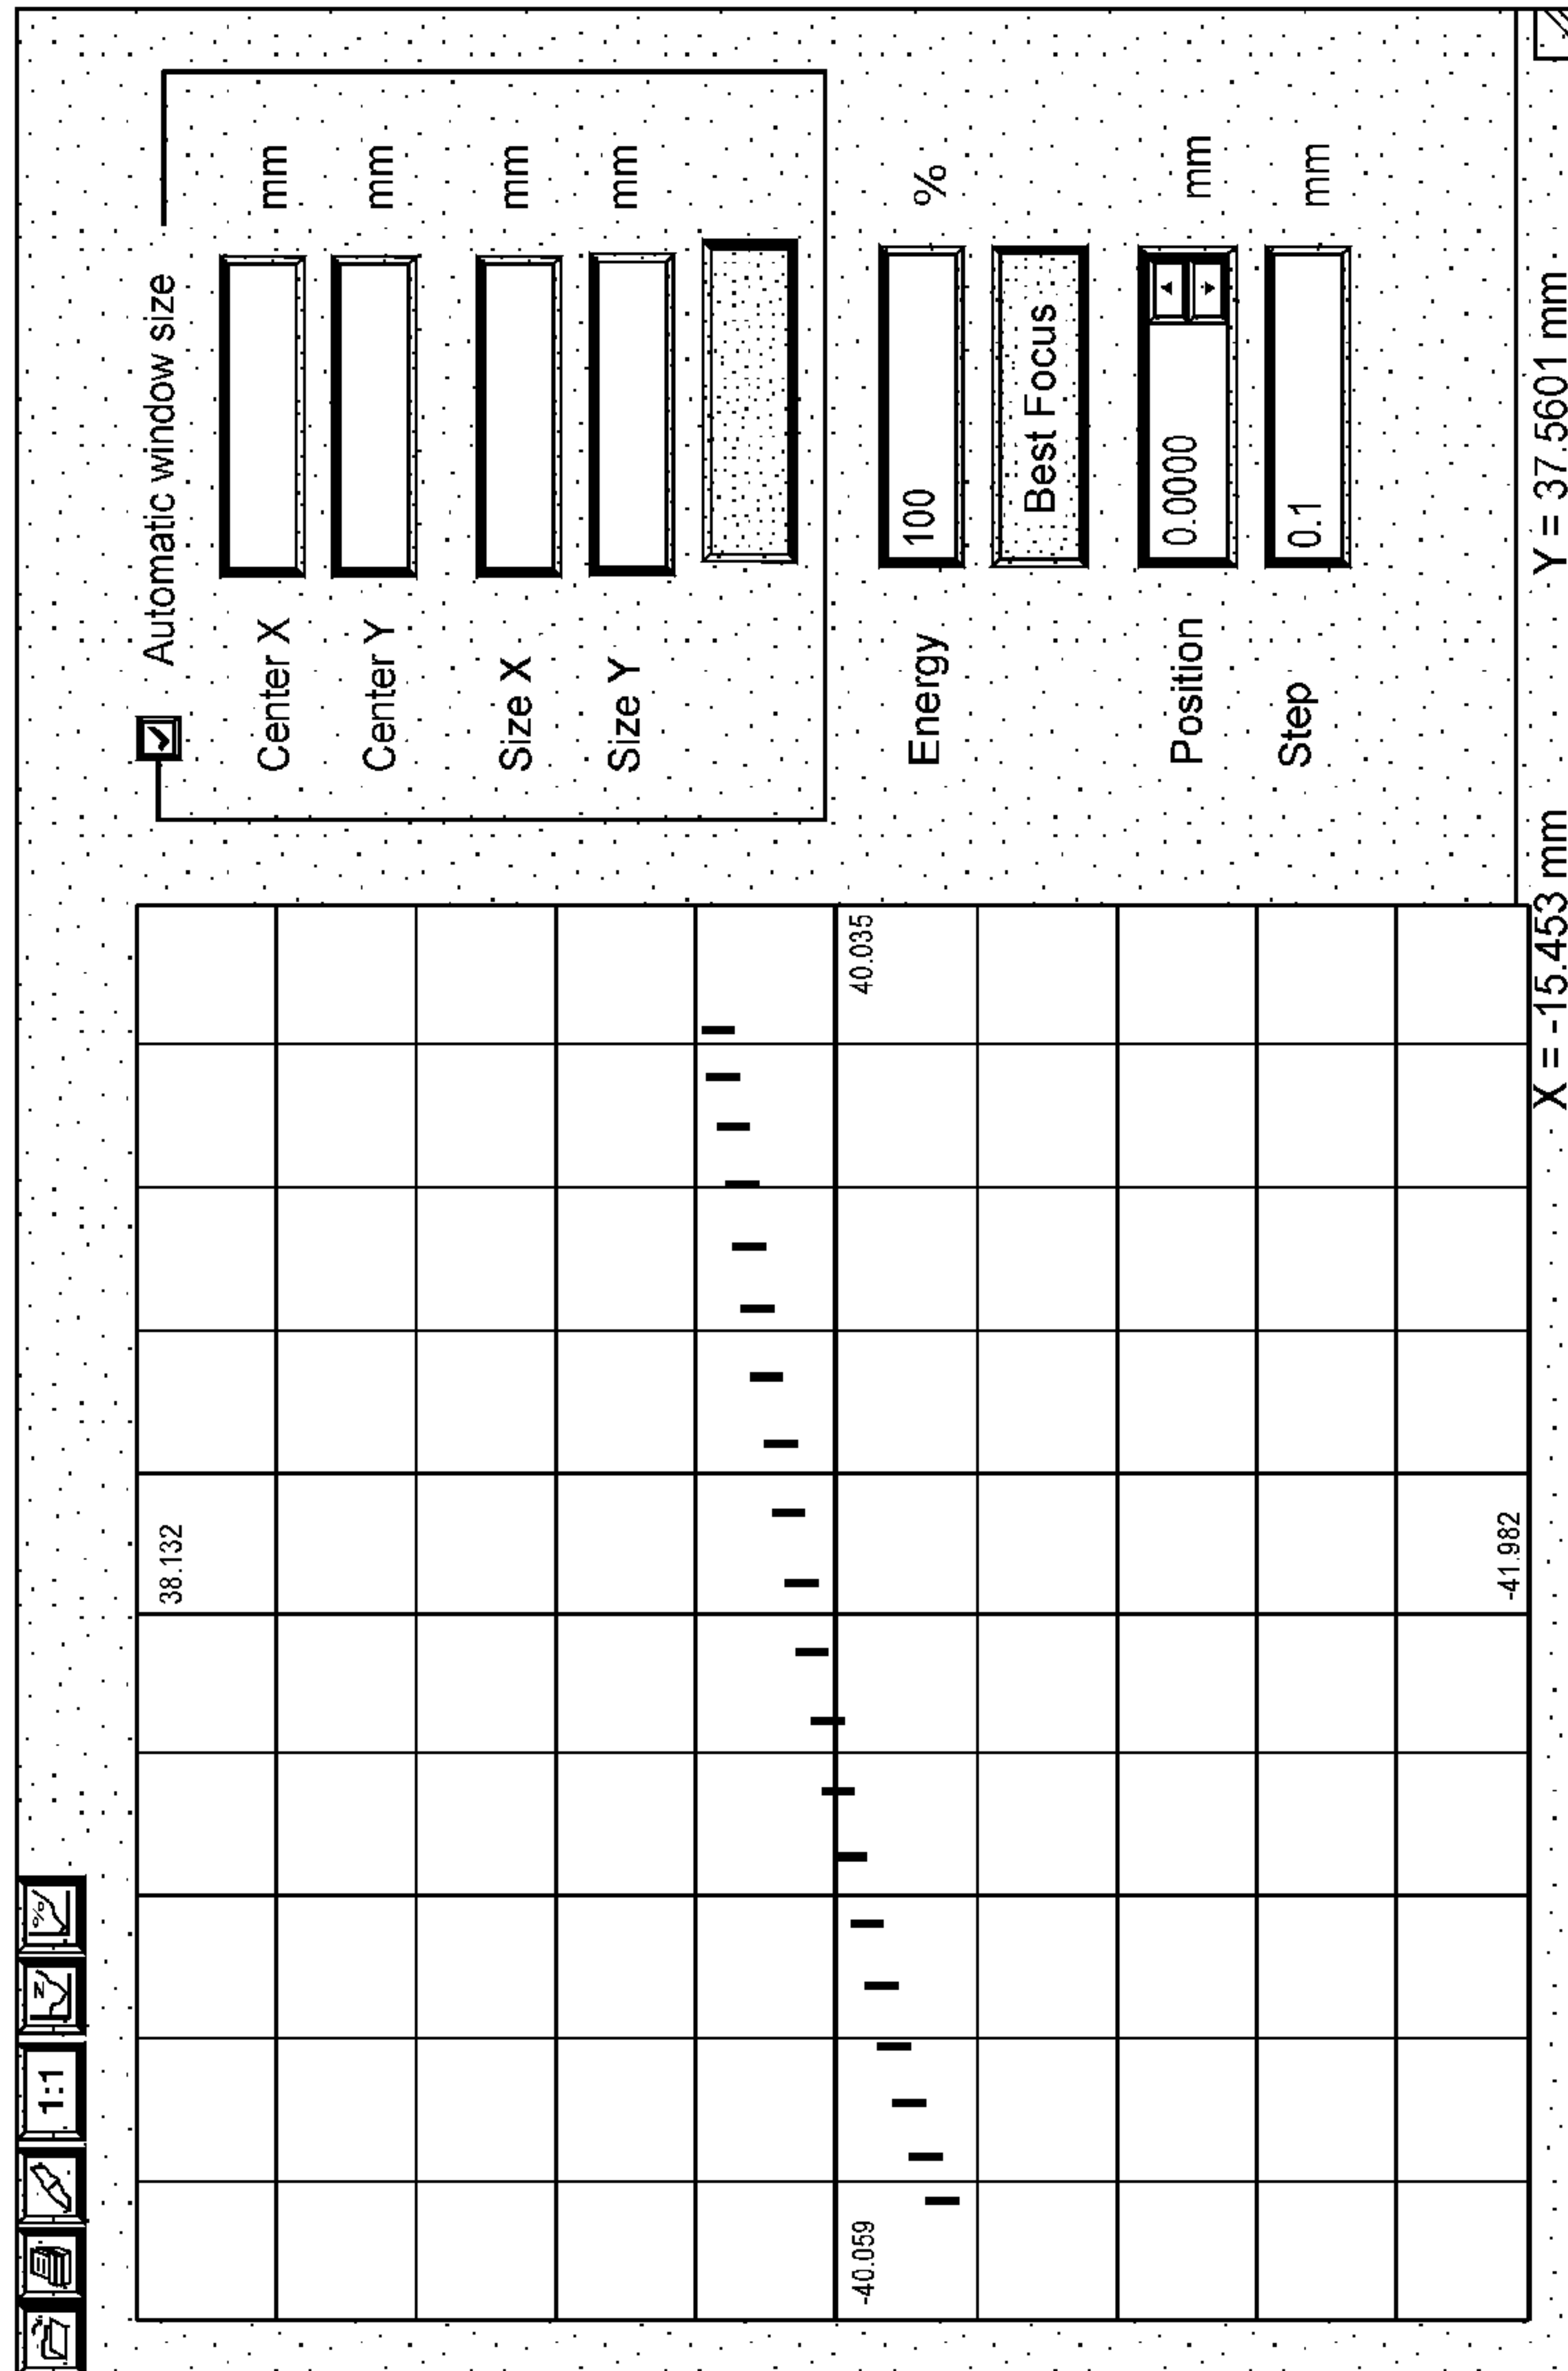 1:1
N
%
38.132
-40.059
40.035
-41.982
Automatic window size
Center X mm
Center Y mm
Size X mm
Size Y mm
Energy 100 %
Best Focus
Position 0.0000 mm
Step 0.1 mm
X = -15.453 mm Y = 37.5601 mm